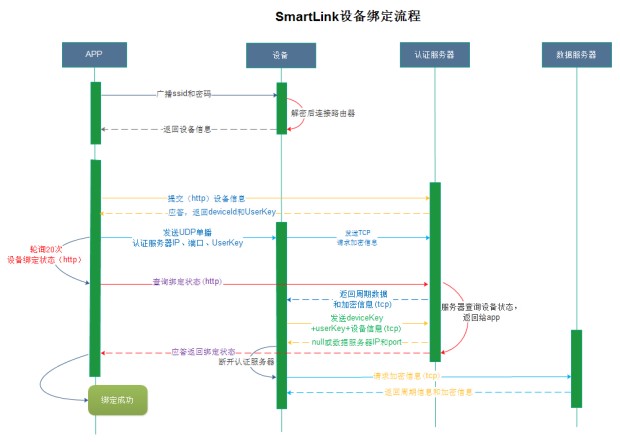 SmartLink设备绑定流程
APP
设备
认证服务器
数据服务器
广播ssid和密码
解密后连接路由器
返回设备信息
提交（http）设备信息
应答，返回deviceId和UserKey
发送UDP单播
认证服务器IP、端口、UserKey
发送TCP
请求加密信息
轮询20次
设备绑定状态（http）
查询绑定状态(http)
返回周期数据
和加密信息(tcp)
服务器查询设备状态，
返回给app
发送deviceKey
+userKey+设备信息(tcp)
null或数据服务器IP和port
应答返回绑定状态
断开认证服务器
请求加密信息(tcp)
返回周期信息和加密信息
绑定成功